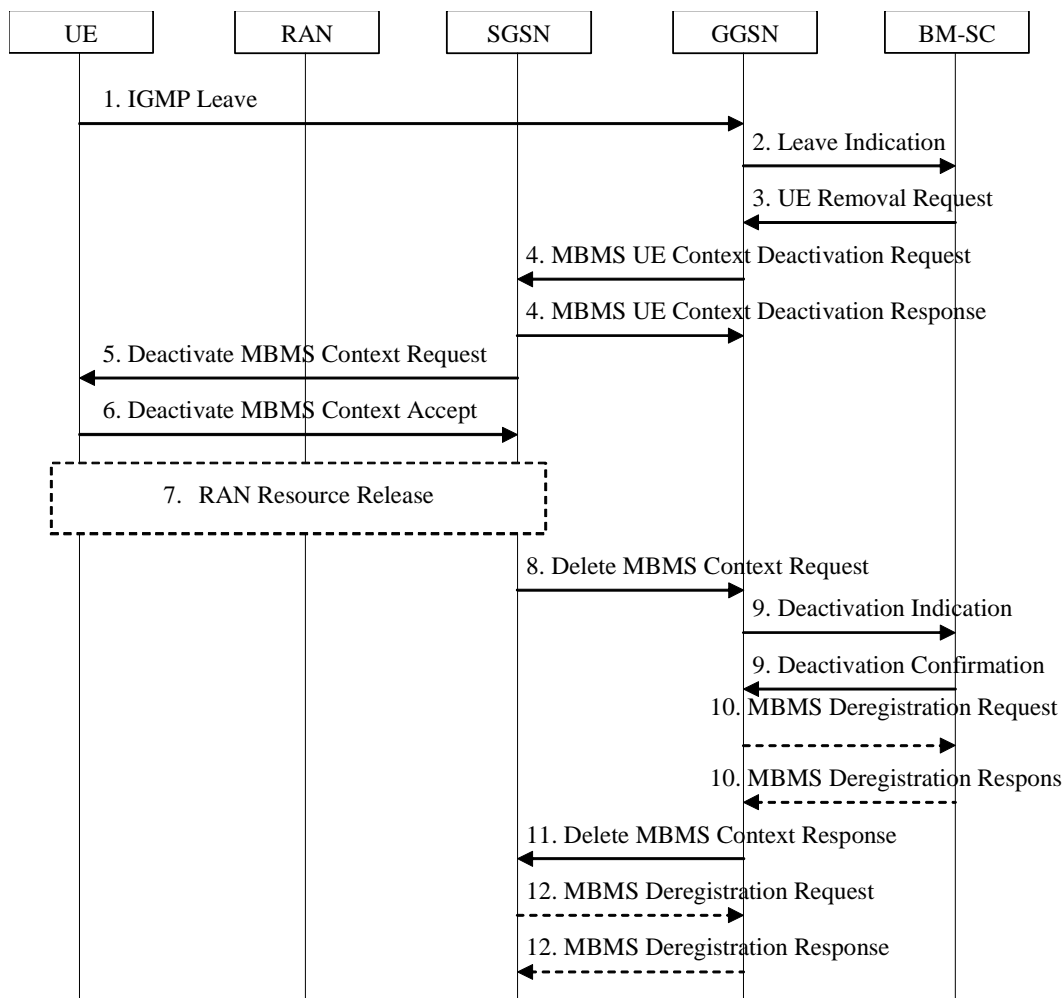 UE
RAN
SGSN
GGSN
BM-SC
1. IGMP Leave
2. Leave Indication
3. UE Removal Request
4. MBMS UE Context Deactivation Request
4. MBMS UE Context Deactivation Response
5. Deactivate MBMS Context Request
6. Deactivate MBMS Context Accept
7. RAN Resource Release
8. Delete MBMS Context Request
9. Deactivation Indication
9. Deactivation Confirmation
10. MBMS Deregistration Request
10. MBMS Deregistration Respons
11. Delete MBMS Context Response
12. MBMS Deregistration Request
12. MBMS Deregistration Response